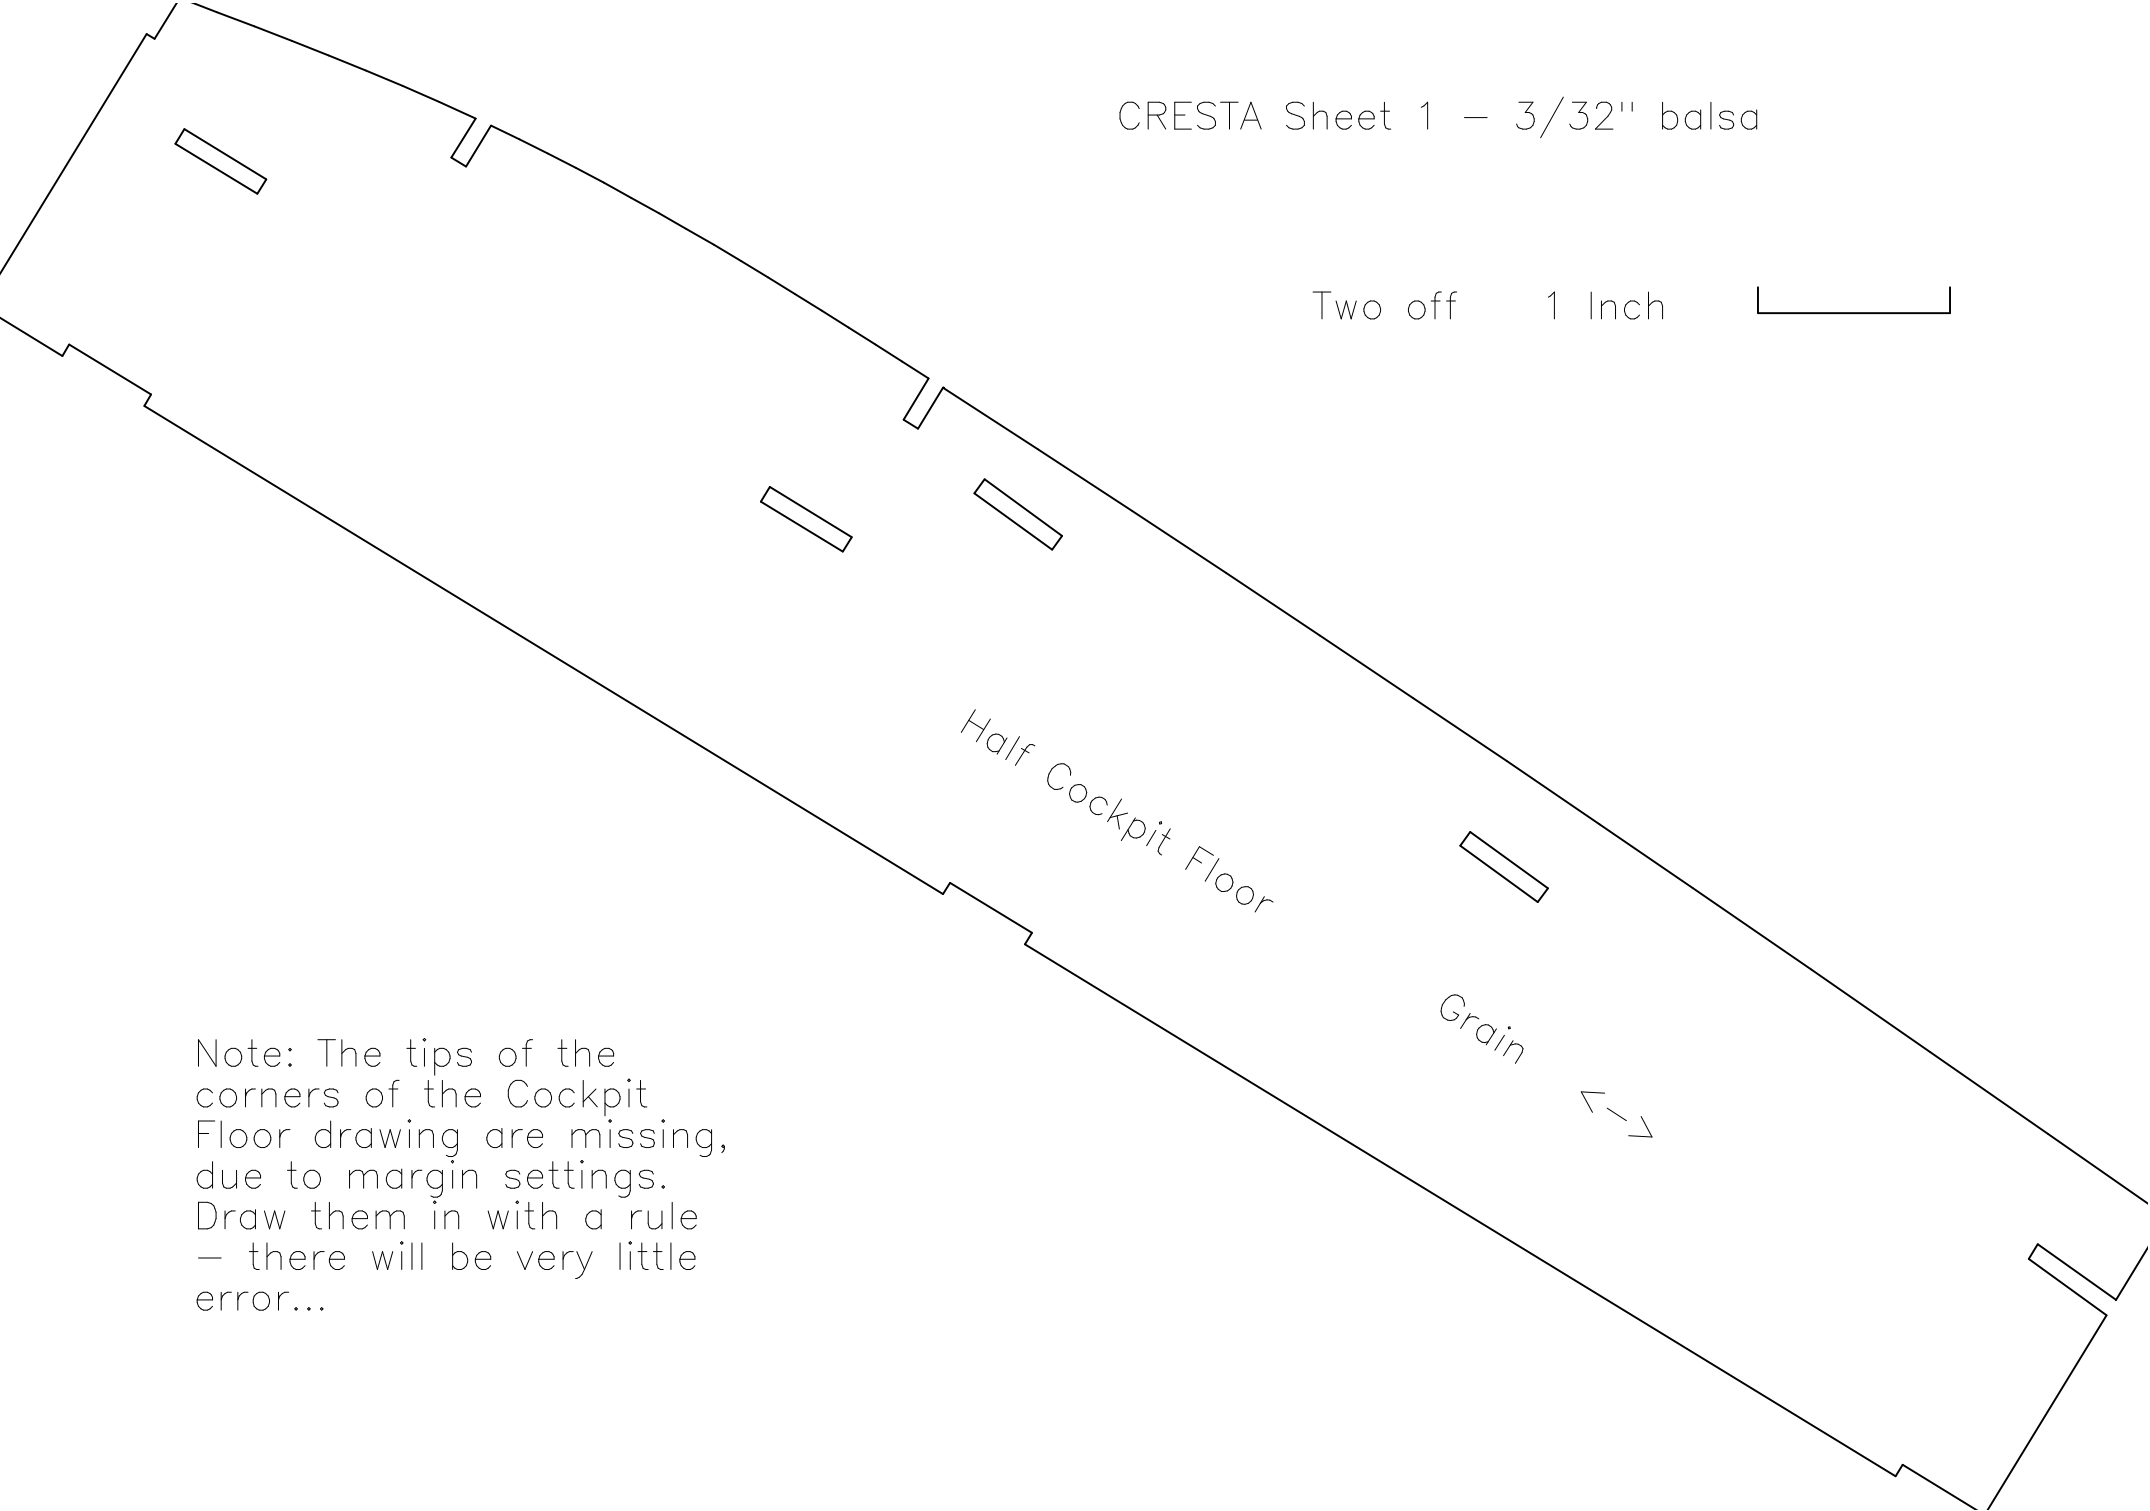 CRESTA Sheet 1 - 3/32" balsa
Two off 1 Inch
Half Cockpit Floor
Grain <->
Note: The tips of the
corners of the Cockpit
Floor drawing are missing,
due to margin settings.
Draw them in with a rule
- there will be very little
error...